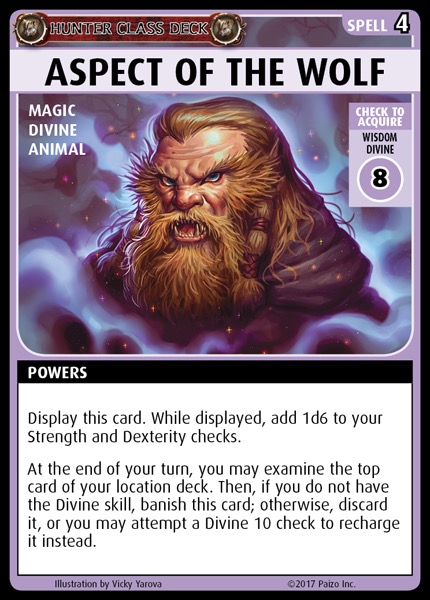 HUNTER CLASS DECK
SPELL 4
ASPECT OF THE WOLF
MAGIC
DIVINE
ANIMAL
CHECK TO
ACQUIRE
WISDOM
DIVINE
8
POWERS
Display this card. While displayed, add 1d6 to your
Strength and Dexterity checks.
At the end of your turn, you may examine the top
card of your location deck. Then, if you do not have
the Divine skill, banish this card; otherwise, discard
it, or you may attempt a Divine 10 check to recharge
it instead.
Illustration by Vicky Yarova
©2017 Paizo Inc.